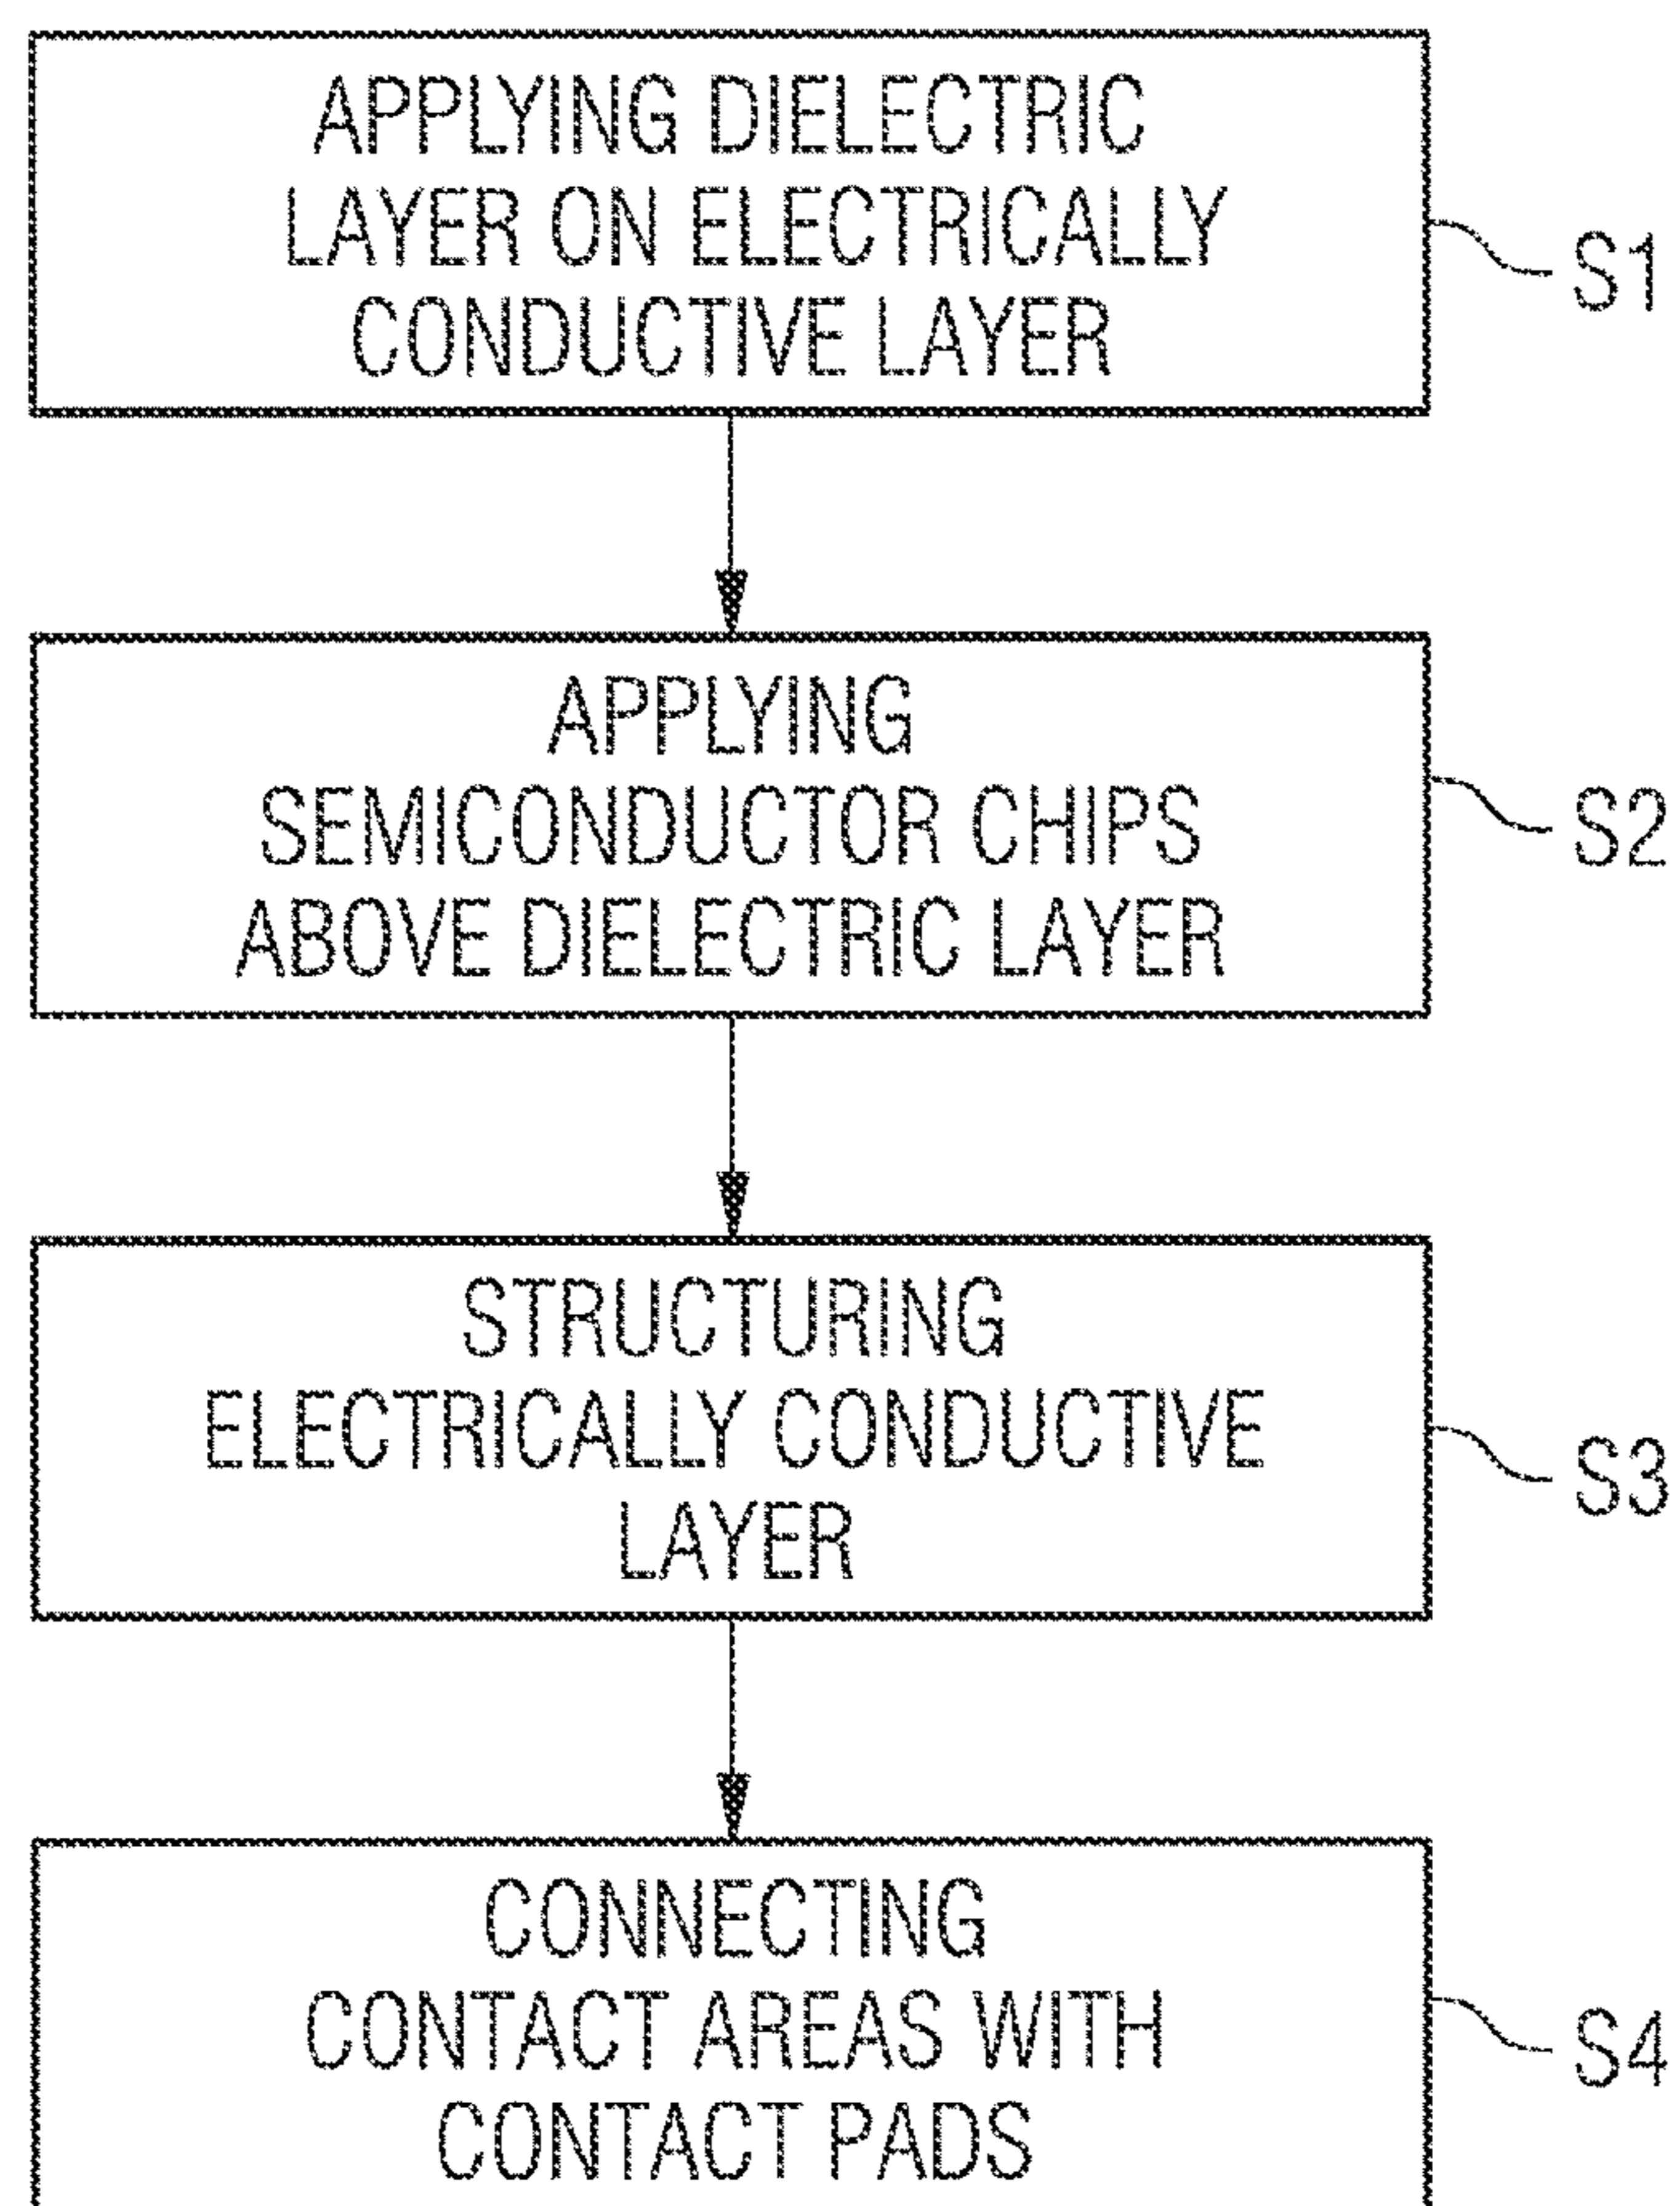 APPLYING DIELECTRIC
LAYER ON ELECTRICALLY
CONDUCTIVE LAYER
S1
APPLYING
SEMICONDUCTOR CHIPS
ABOVE DIELECTRIC LAYER
S2
STRUCTURING
ELECTRICALLY CONDUCTIVE
LAYER
S3
CONNECTING
CONTACT AREAS WITH
CONTACT PADS
S4